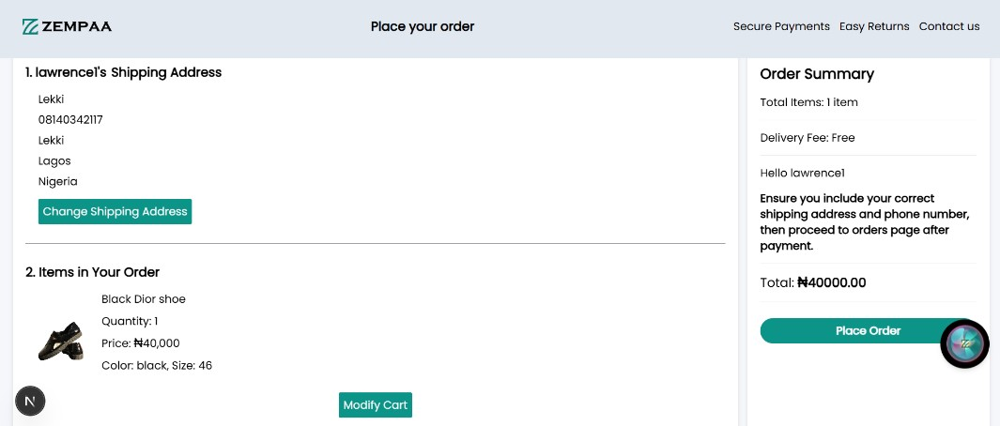 ZEMPAA
Place your order
Secure Payments Easy Returns Contact us
1. lawrence1's Shipping Address
Lekki
08140342117
Lekki
Lagos
Nigeria
Change Shipping Address
2. Items in Your Order
Black Dior shoe
Quantity: 1
Price: ₦40,000
Color: black, Size: 46
Modify Cart
N
Order Summary
Total Items: 1 item
Delivery Fee: Free
Hello lawrence1
Ensure you include your correct
shipping address and phone number,
then proceed to orders page after
payment.
Total: ₦40000.00
Place Order